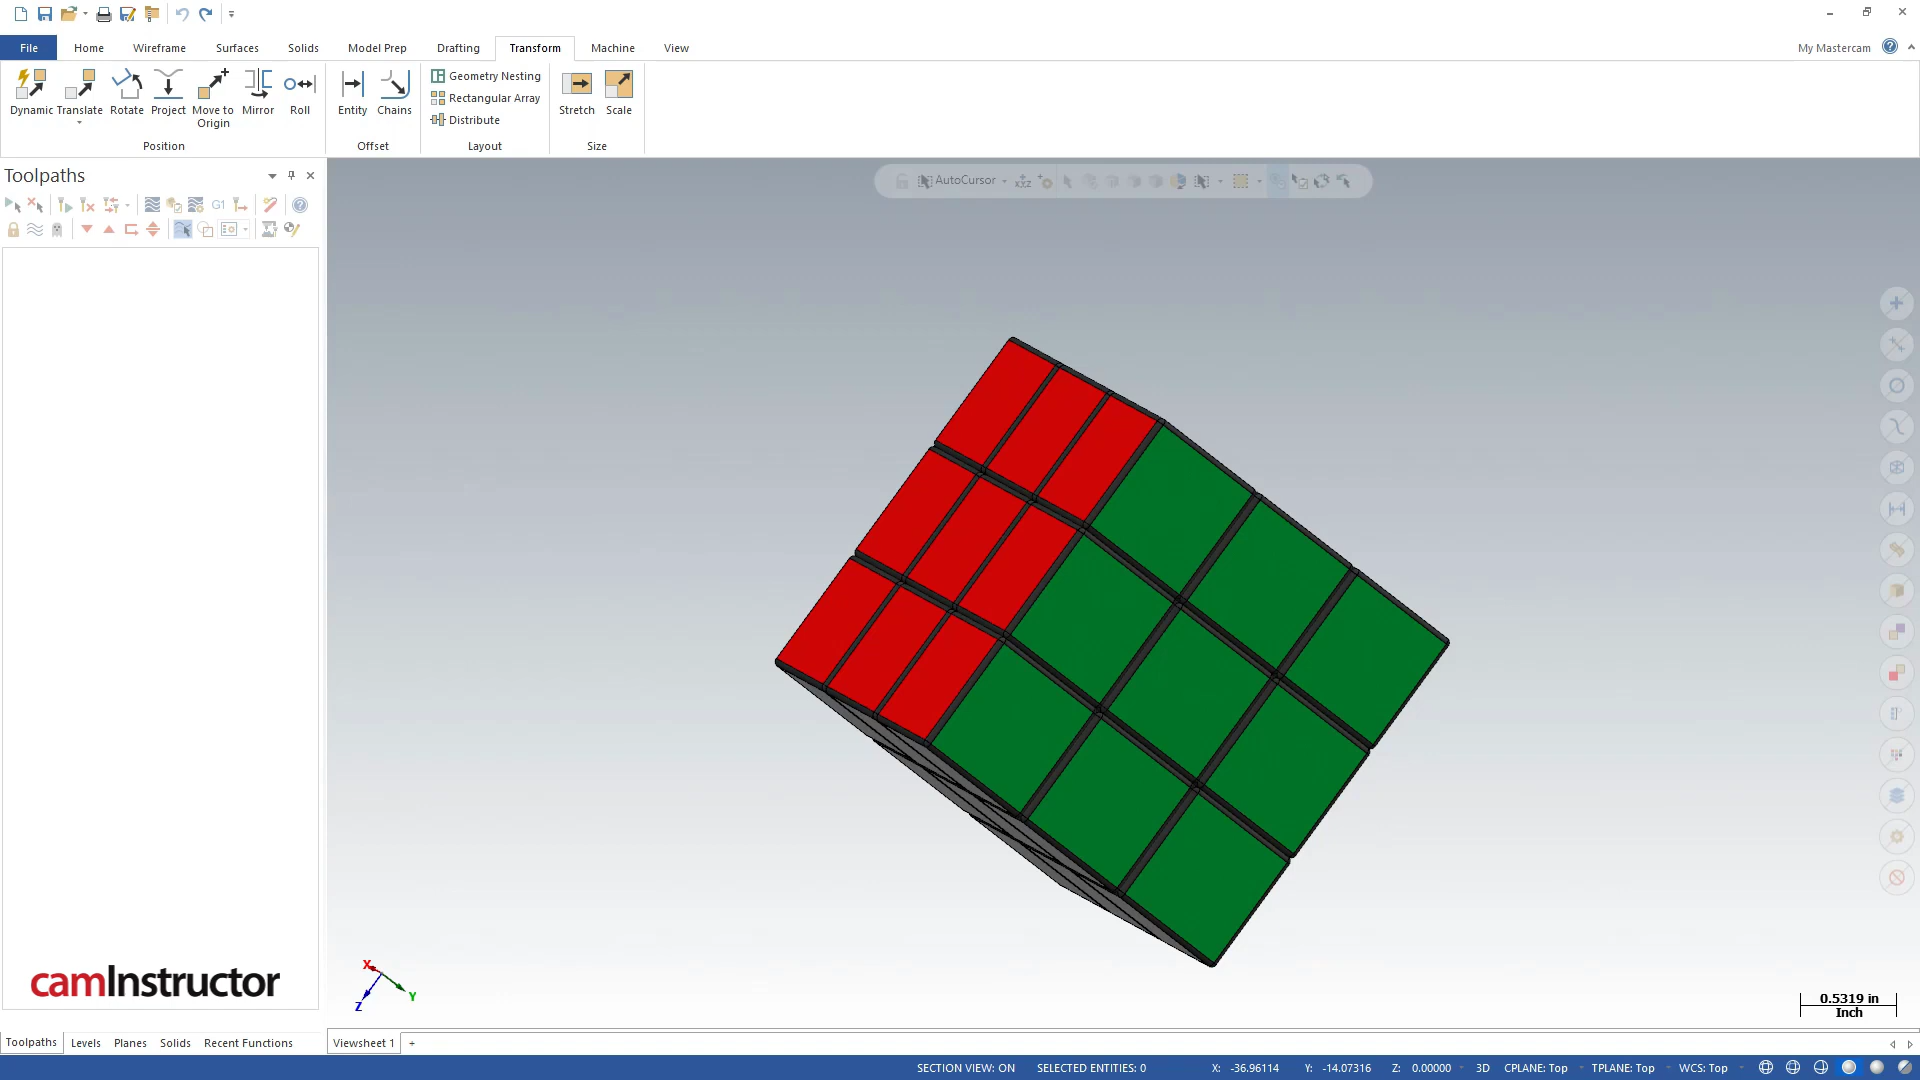 File Home Wireframe Surfaces Solids Model Prep Drafting Transform Machine View My Mastercam
Dynamic Translate Rotate Project Move to Origin Mirror Roll
Position
Entity Chains
Offset
Geometry Nesting
Rectangular Array
Distribute
Layout
Stretch Scale
Size
Toolpaths
G1
AutoCursor
XYZ
camInstructor
X
Y
Z
0.5319 in
Inch
Toolpaths Levels Planes Solids Recent Functions
Viewsheet 1 +
SECTION VIEW: ON SELECTED ENTITIES: 0 X: -36.96114 Y: -14.07316 Z: 0.00000 3D CPLANE: Top TPLANE: Top WCS: Top